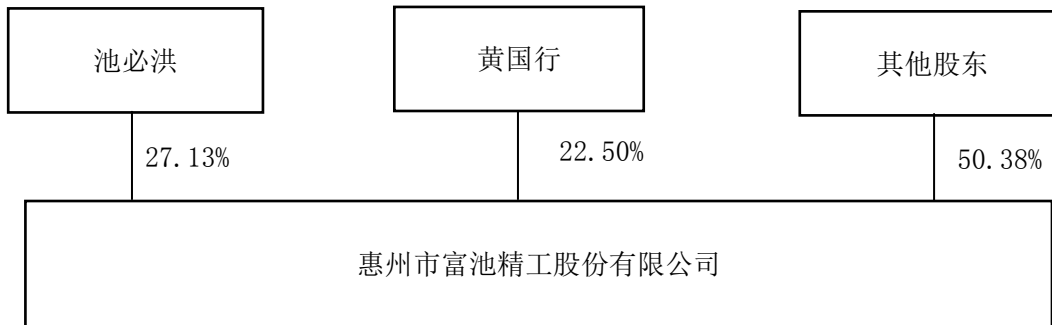 池必洪
黄国行
其他股东
27.13%
22.50%
50.38%
惠州市富池精工股份有限公司